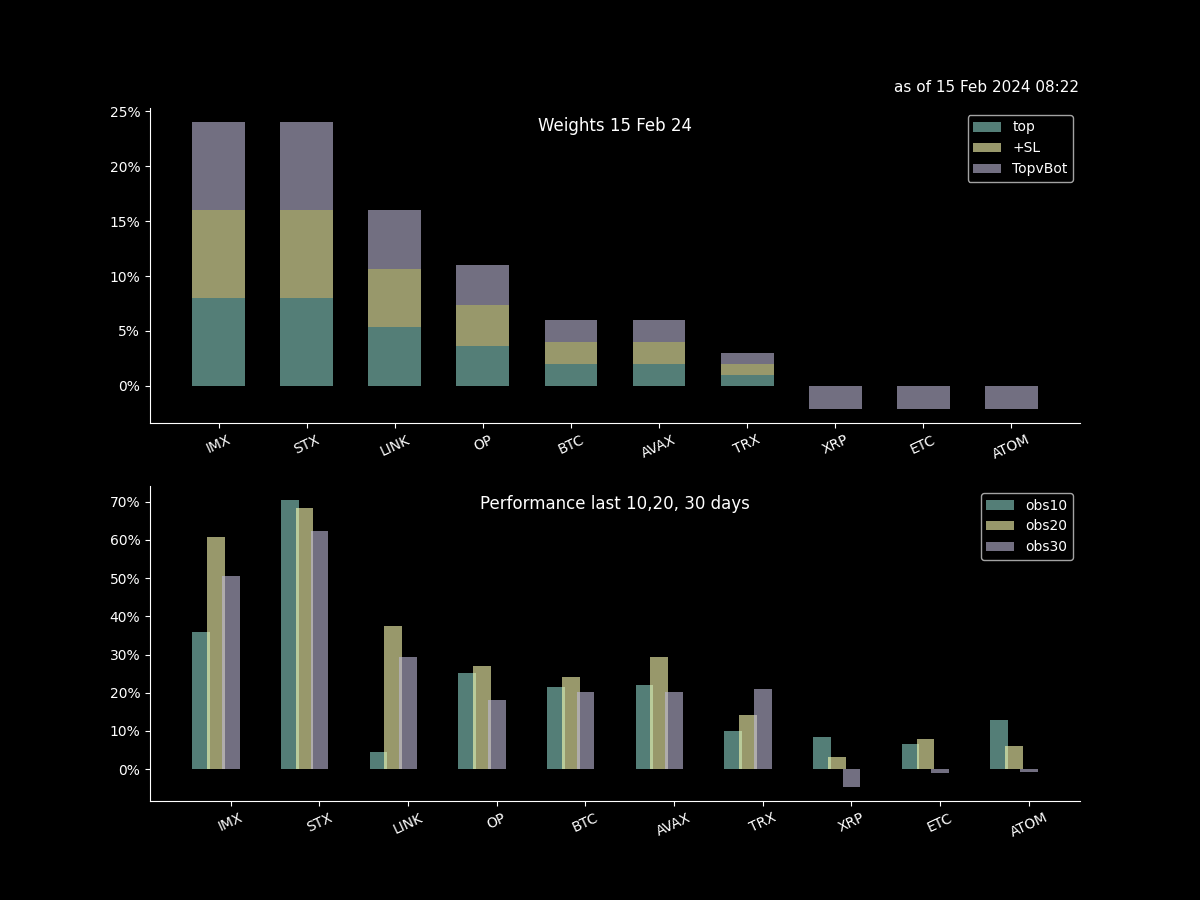 as of 15 Feb 2024 08:22
Weights 15 Feb 24
top
+SL
TopvBot
25%
20%
15%
10%
5%
0%
IMX STX LINK OP BTC AVAX TRX XRP ETC ATOM
Performance last 10,20, 30 days
obs10
obs20
obs30
70%
60%
50%
40%
30%
20%
10%
0%
IMX STX LINK OP BTC AVAX TRX XRP ETC ATOM